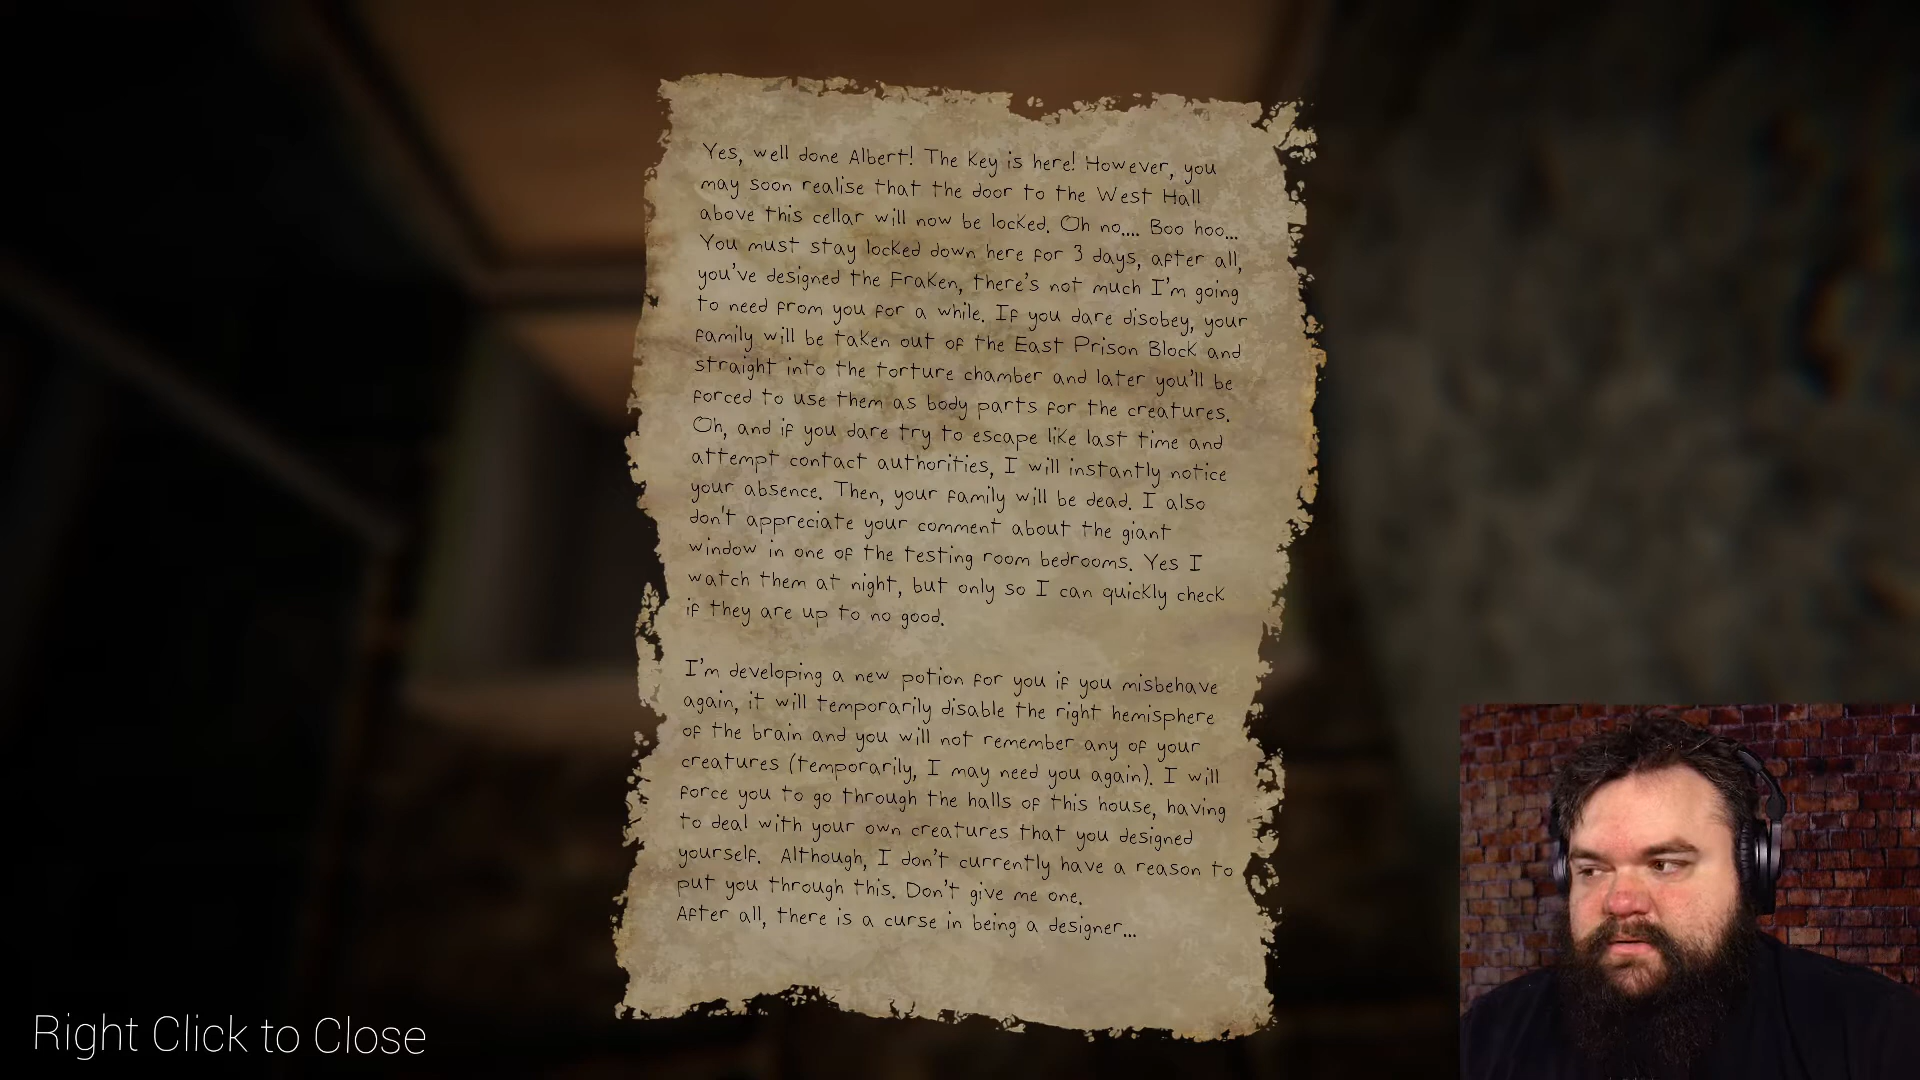 Yes, well done Albert! The Key is here! However, you
may soon realise that the door to the West Hall
above this cellar will now be locked. Oh no.... Boo hoo...
You must stay locked down here for 3 days, after all,
you've designed the Fraken, there's not much I'm going
to need from you for a while. If you dare disobey, your
family will be taken out of the East Prison Block and
straight into the torture chamber and later you'll be
forced to use them as body parts for the creatures.
Oh, and if you dare try to escape like last time and
attempt contact authorities, I will instantly notice
your absence. Then, your family will be dead. I also
don't appreciate your comment about the giant
window in one of the testing room bedrooms. Yes I
watch them at night, but only so I can quickly check
if they are up to no good.
I'm developing a new potion for you if you misbehave
again, it will temporarily disable the right hemisphere
of the brain and you will not remember any of your
creatures (temporarily, I may need you again). I will
force you to go through the halls of this house, having
to deal with your own creatures that you designed
yourself. Although, I don't currently have a reason to
put you through this. Don't give me one.
After all, there is a curse in being a designer...
Right Click to Close